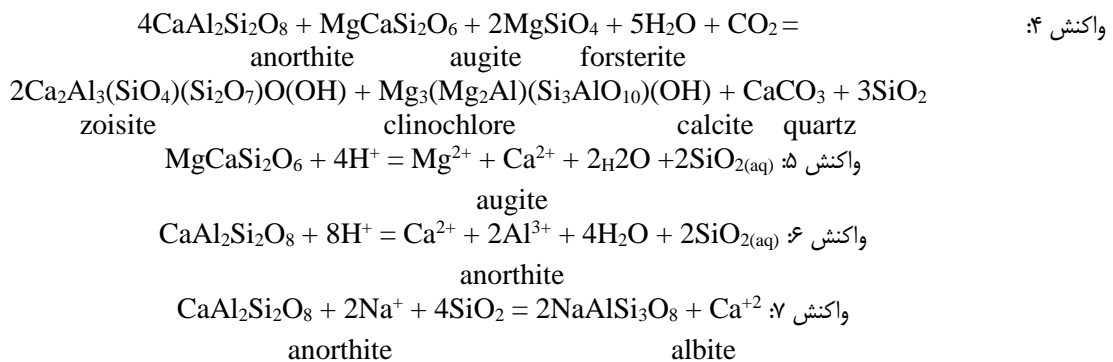 واکنش ۴: 4CaAl₂Si₂O₈ + MgCaSi₂O₆ + 2MgSiO₄ + 5H₂O + CO₂ =
anorthite augite forsterite
2Ca₂Al₃(SiO₄)(Si₂O₇)O(OH) + Mg₃(Mg₂Al)(Si₃AlO₁₀)(OH) + CaCO₃ + 3SiO₂
zoisite clinochlore calcite quartz
واکنش ۵: MgCaSi₂O₆ + 4H⁺ = Mg²⁺ + Ca²⁺ + 2ₕ2O +2SiO₂₍aq₎
augite
واکنش ۶: CaAl₂Si₂O₈ + 8H⁺ = Ca²⁺ + 2Al³⁺ + 4H₂O + 2SiO₂₍aq₎
anorthite
واکنش ۷: CaAl₂Si₂O₈ + 2Na⁺ + 4SiO₂ = 2NaAlSi₃O₈ + Ca⁺²
anorthite albite